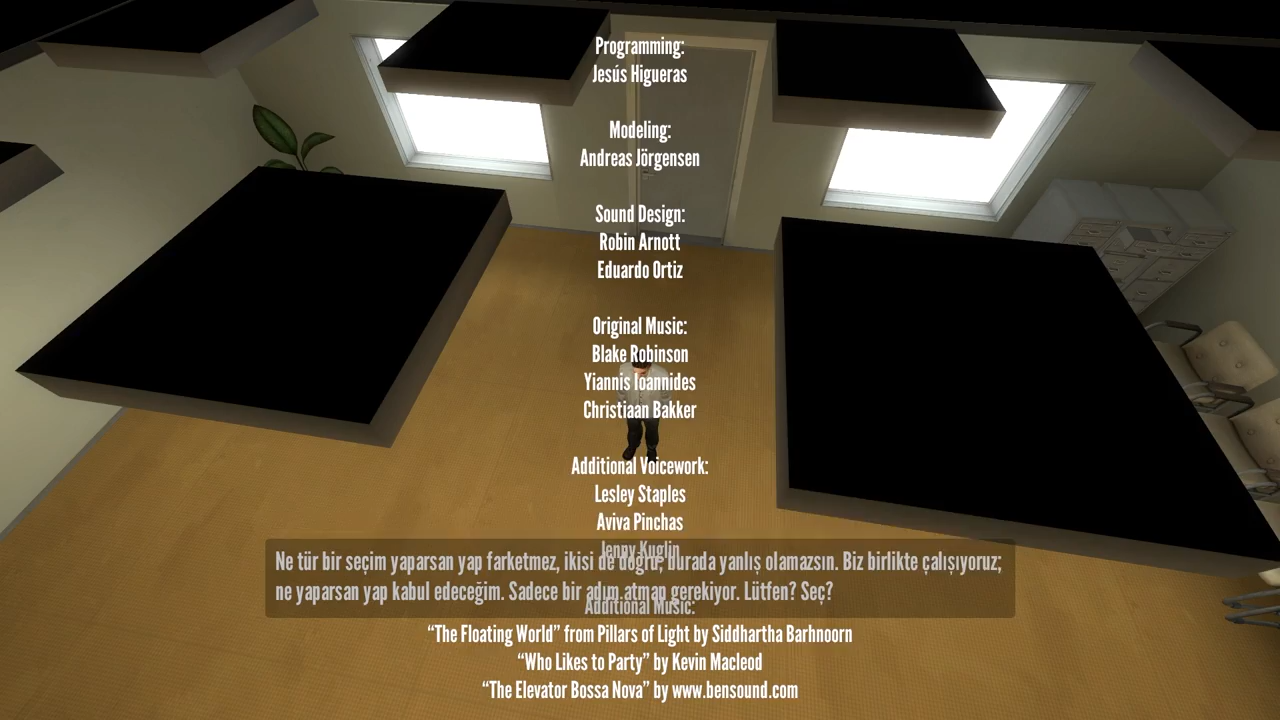 Programming:
Jesús Higueras
Modeling:
Andreas Jörgensen
Sound Design:
Robin Arnott
Eduardo Ortiz
Original Music:
Blake Robinson
Yiannis Ioannides
Christiaan Bakker
Additional Voicework:
Lesley Staples
Aviva Pinchas
Jenny Kuglin
Ne tür bir seçim yaparsan yap farketmez, ikisi de doğru, burada yanlış olamazsın. Biz birlikte çalışıyoruz;
ne yaparsan yap kabul edeceğim. Sadece bir adım atman gerekiyor. Lütfen? Seç?
Additional Music:
“The Floating World” from Pillars of Light by Siddhartha Barhnoorn
“Who Likes to Party” by Kevin Macleod
“The Elevator Bossa Nova” by www.bensound.com